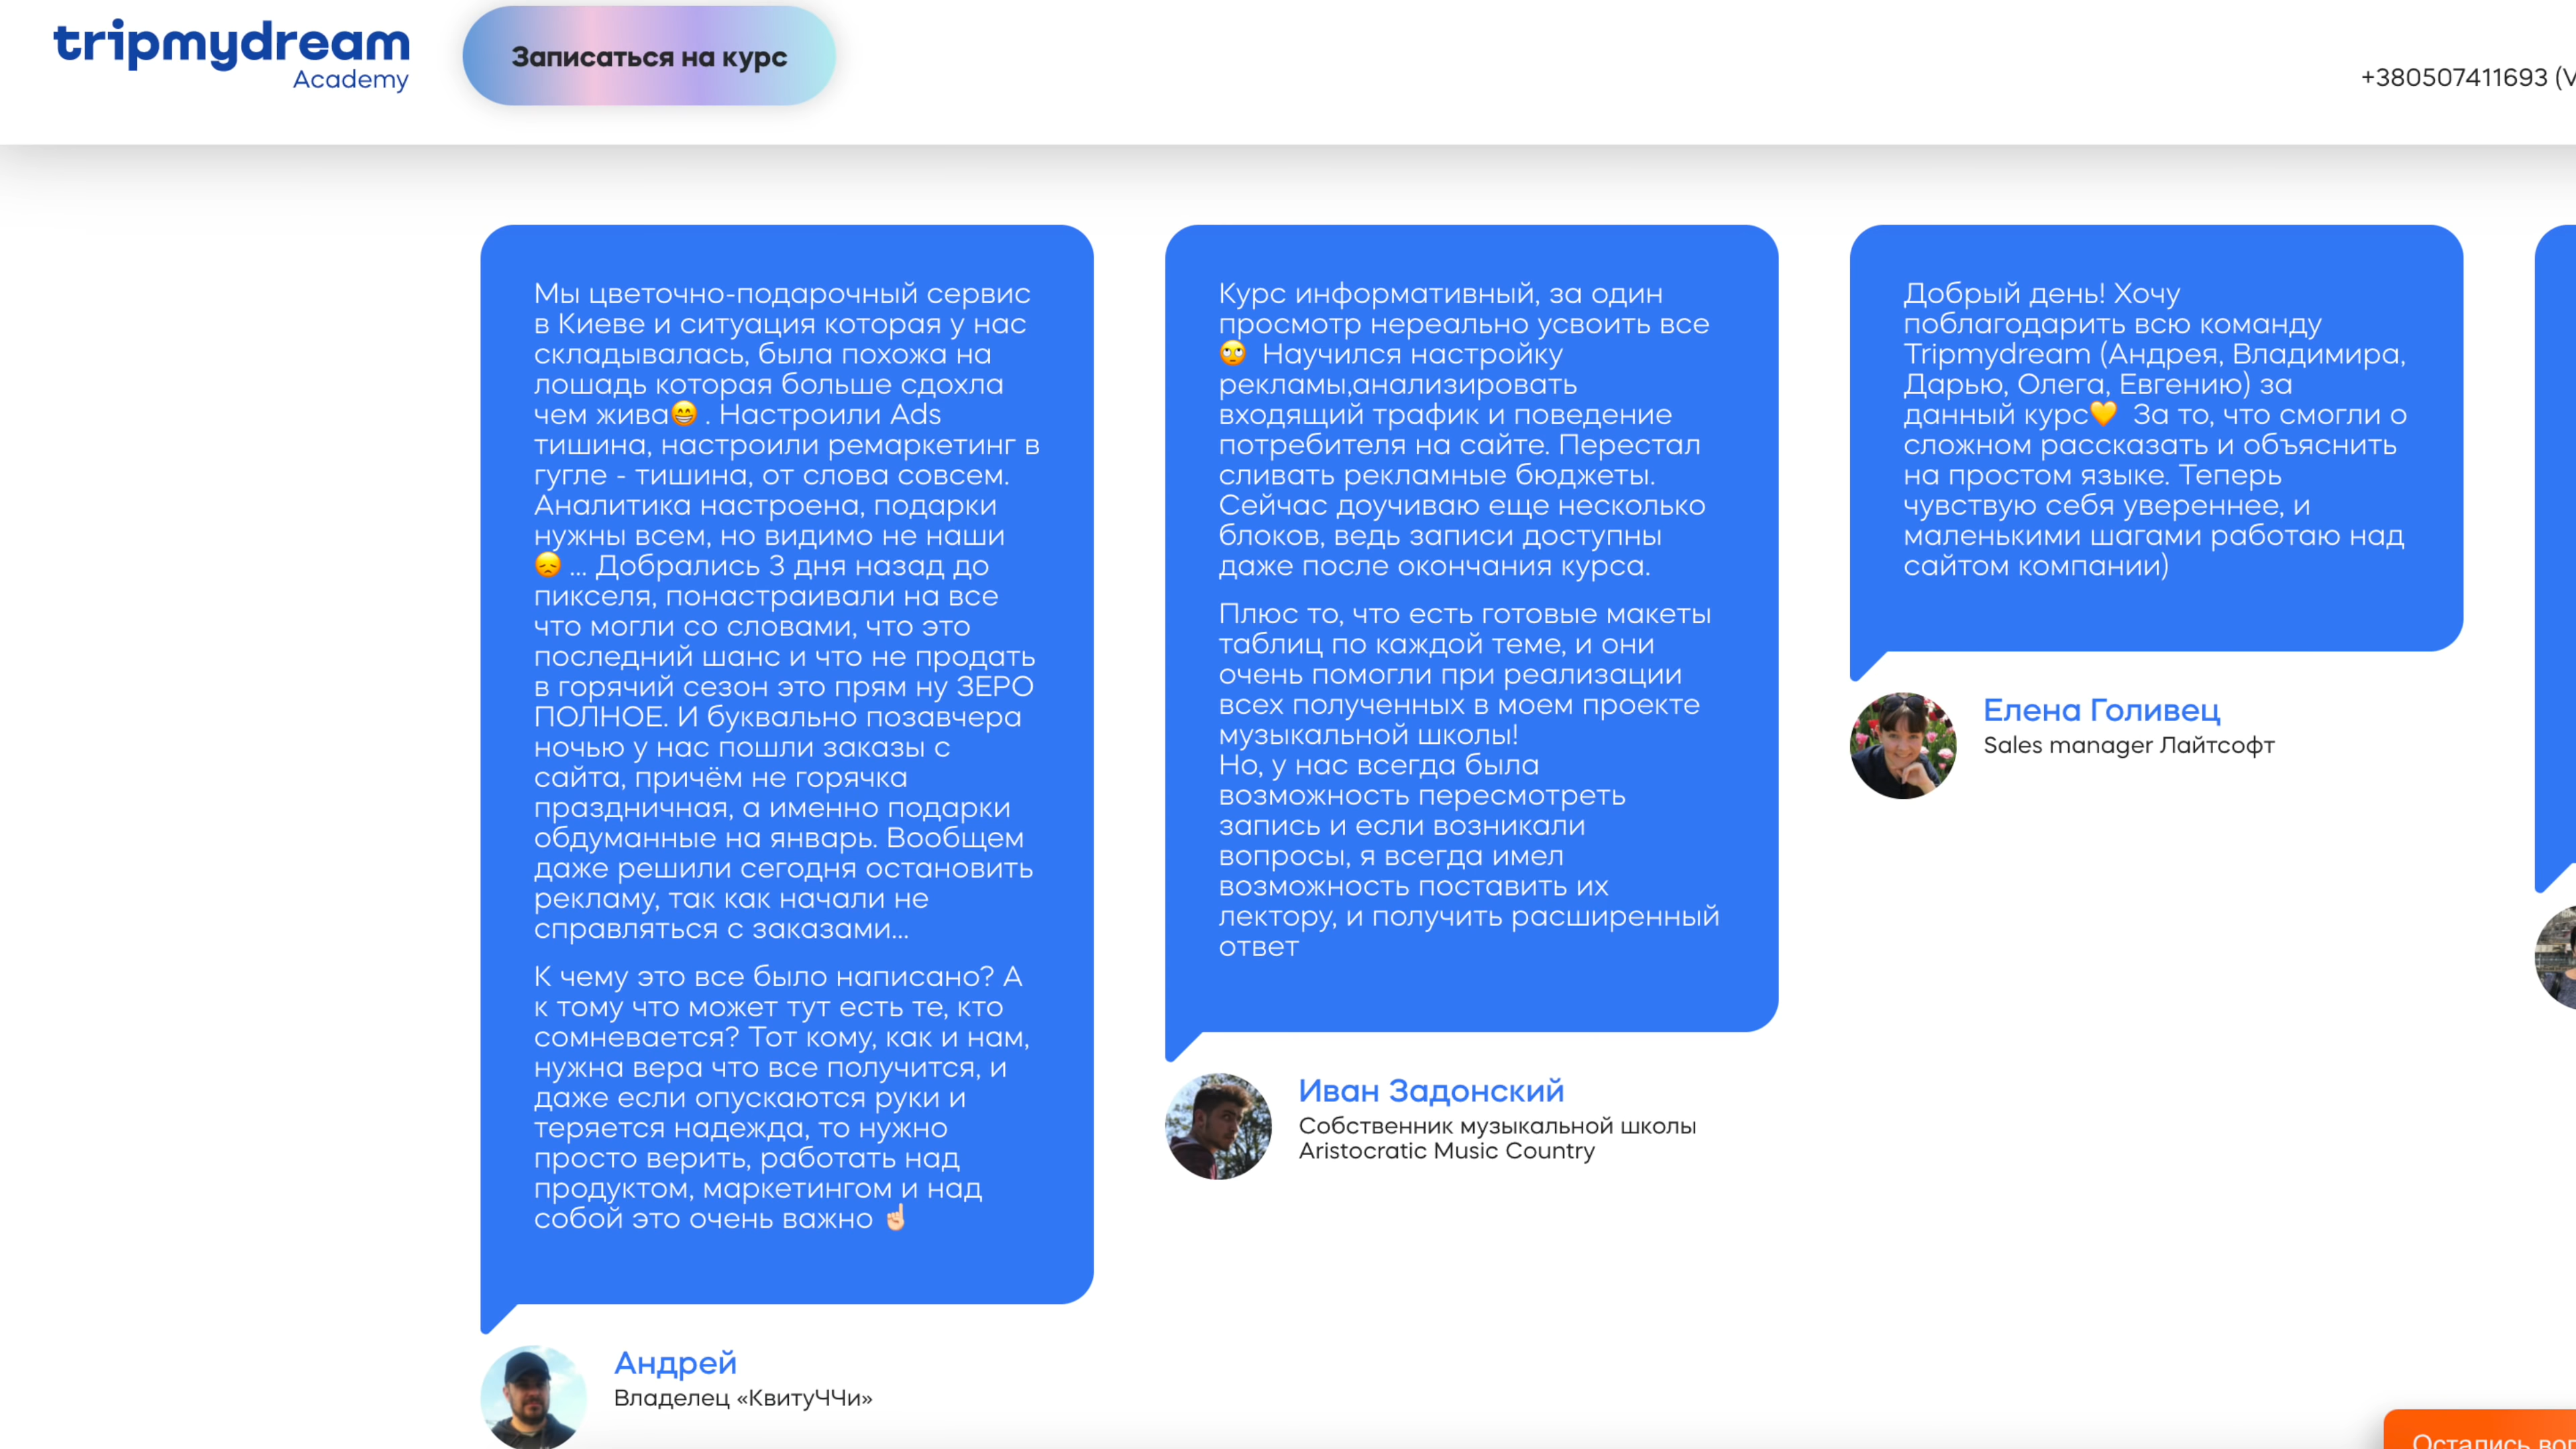 tripmydream
Academy
Записаться на курс
+380507411693
Мы цветочно-подарочный сервис
в Киеве и ситуация которая у нас
складывалась, была похожа на
лошадь которая больше сдохла
чем жива😁 . Настроили Ads
тишина, настроили ремаркетинг в
гугле - тишина, от слова совсем.
Аналитика настроена, подарки
нужны всем, но видимо не наши
😞 ... Добрались 3 дня назад до
пикселя, понастраивали на все
что могли со словами, что это
последний шанс и что не продать
в горячий сезон это прям ну ЗЕРО
ПОЛНОЕ. И буквально позавчера
ночью у нас пошли заказы с
сайта, причём не горячка
праздничная, а именно подарки
обдуманные на январь. Вообщем
даже решили сегодня остановить
рекламу, так как начали не
справляться с заказами...
К чему это все было написано? А
к тому что может тут есть те, кто
сомневается? Тот кому, как и нам,
нужна вера что все получится, и
даже если опускаются руки и
теряется надежда, то нужно
просто верить, работать над
продуктом, маркетингом и над
собой это очень важно ☝🏻
Андрей
Владелец «КвитуЧЧи»
Курс информативный, за один
просмотр нереально усвоить все
🙄 Научился настройку
рекламы,анализировать
входящий трафик и поведение
потребителя на сайте. Перестал
сливать рекламные бюджеты.
Сейчас доучиваю еще несколько
блоков, ведь записи доступны
даже после окончания курса.
Плюс то, что есть готовые макеты
таблиц по каждой теме, и они
очень помогли при реализации
всех полученных в моем проекте
музыкальной школы!
Но, у нас всегда была
возможность пересмотреть
запись и если возникали
вопросы, я всегда имел
возможность поставить их
лектору, и получить расширенный
ответ
Иван Задонский
Собственник музыкальной школы
Aristocratic Music Country
Добрый день! Хочу
поблагодарить всю команду
Tripmydream (Андрея, Владимира,
Дарью, Олега, Евгению) за
данный курс💛 За то, что смогли о
сложном рассказать и объяснить
на простом языке. Теперь
чувствую себя увереннее, и
маленькими шагами работаю над
сайтом компании)
Елена Голивец
Sales manager Лайтсофт
Остались